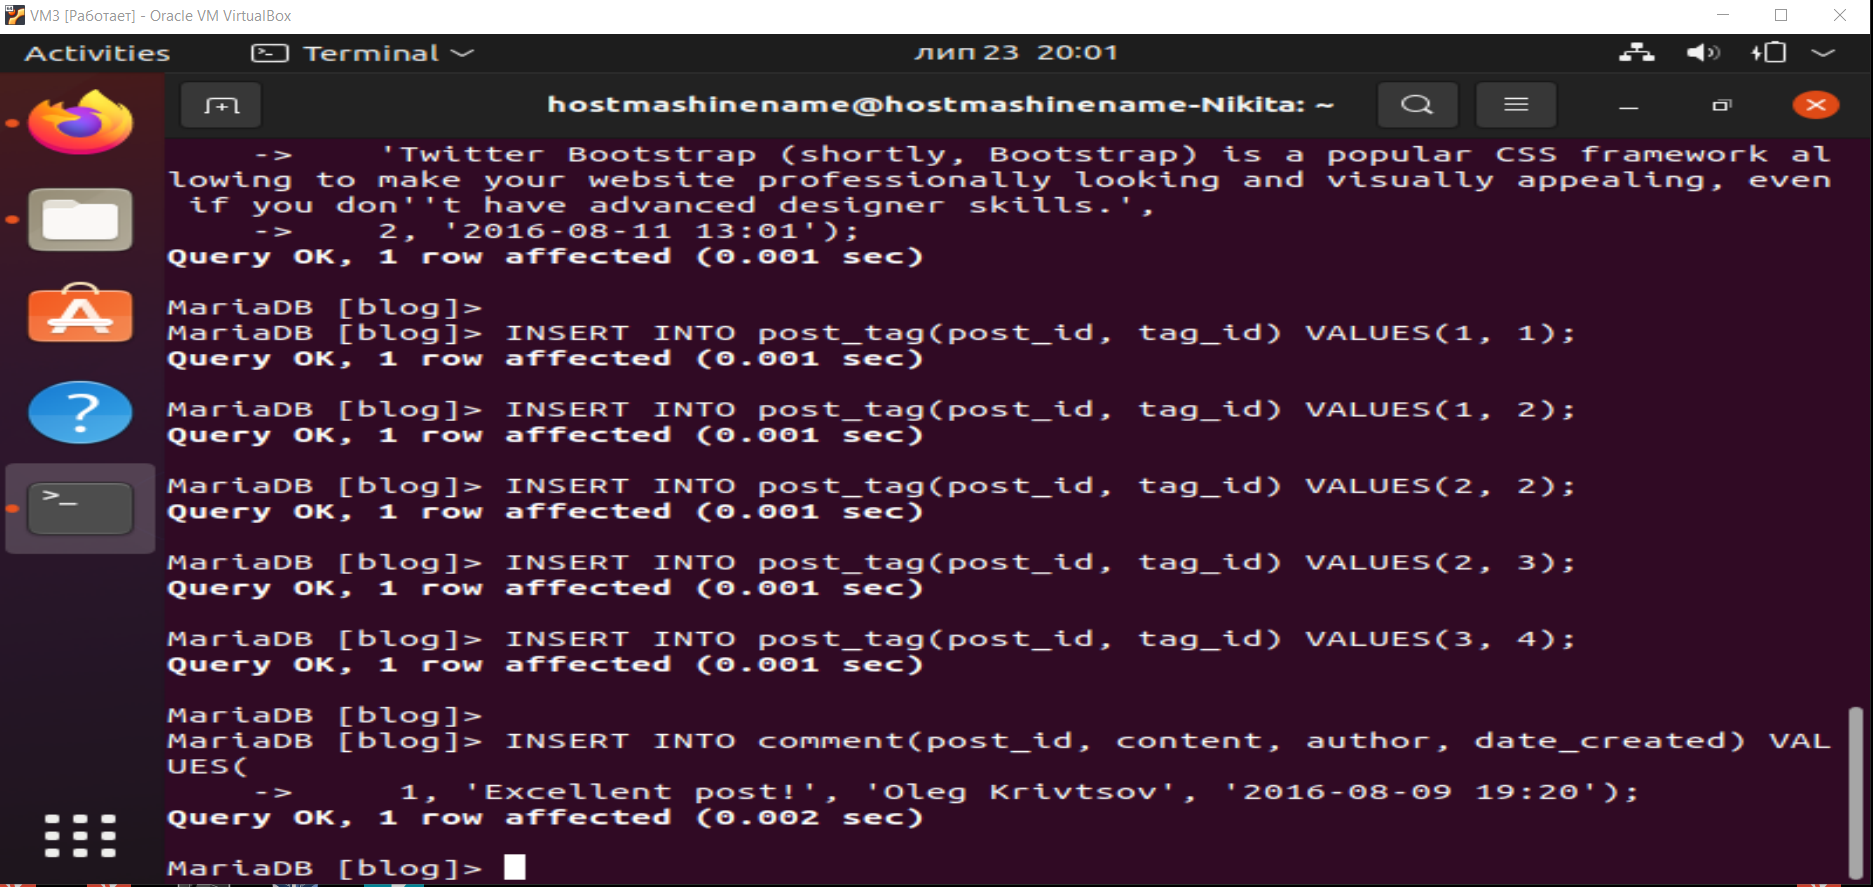 VM3 [Работает] - Oracle VM VirtualBox
Activities Terminal лип 23 20:01
hostmashinename@hostmashinename-Nikita: ~
-> 'Twitter Bootstrap (shortly, Bootstrap) is a popular CSS framework al
lowing to make your website professionally looking and visually appealing, even
if you don''t have advanced designer skills.',
-> 2, '2016-08-11 13:01');
Query OK, 1 row affected (0.001 sec)
MariaDB [blog]>
MariaDB [blog]> INSERT INTO post_tag(post_id, tag_id) VALUES(1, 1);
Query OK, 1 row affected (0.001 sec)
MariaDB [blog]> INSERT INTO post_tag(post_id, tag_id) VALUES(1, 2);
Query OK, 1 row affected (0.001 sec)
MariaDB [blog]> INSERT INTO post_tag(post_id, tag_id) VALUES(2, 2);
Query OK, 1 row affected (0.001 sec)
MariaDB [blog]> INSERT INTO post_tag(post_id, tag_id) VALUES(2, 3);
Query OK, 1 row affected (0.001 sec)
MariaDB [blog]> INSERT INTO post_tag(post_id, tag_id) VALUES(3, 4);
Query OK, 1 row affected (0.001 sec)
MariaDB [blog]>
MariaDB [blog]> INSERT INTO comment(post_id, content, author, date_created) VAL
UES(
-> 1, 'Excellent post!', 'Oleg Krivtsov', '2016-08-09 19:20');
Query OK, 1 row affected (0.002 sec)
MariaDB [blog]>